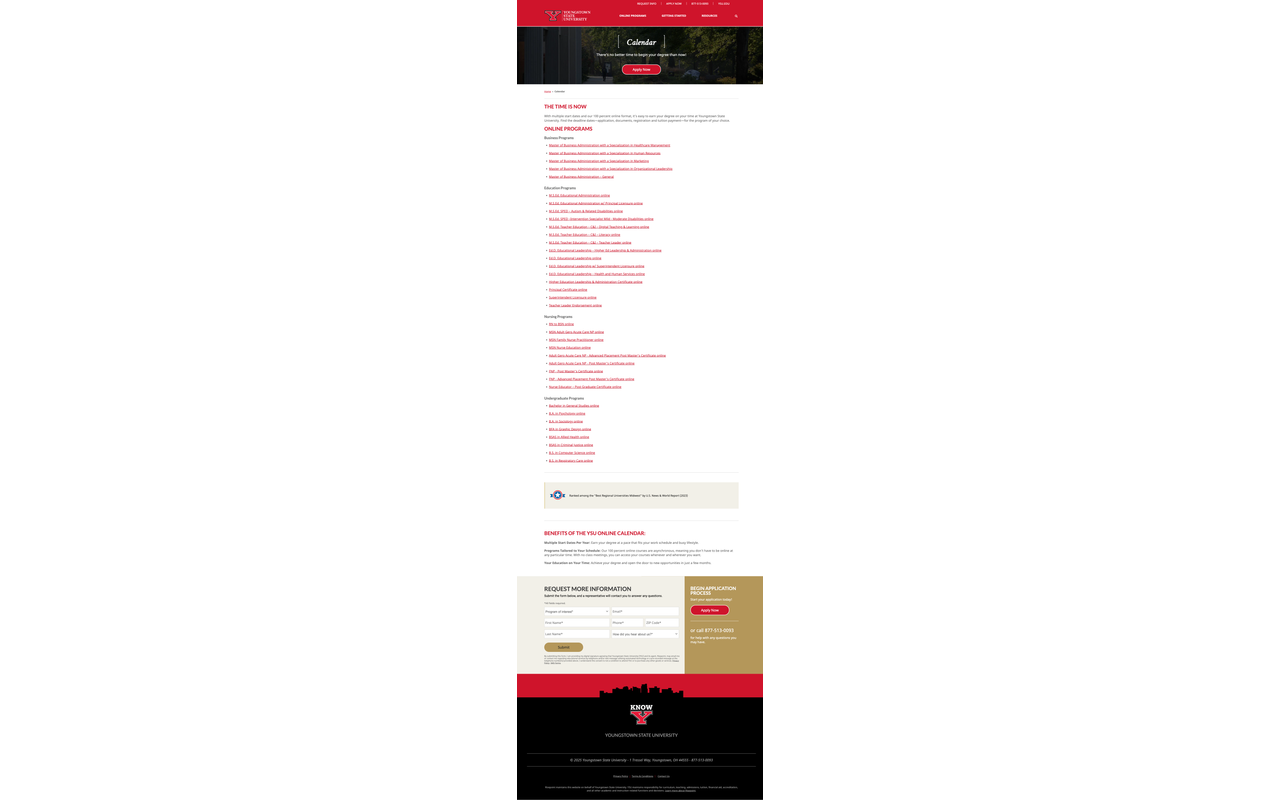 REQUEST INFO
APPLY NOW
877-513-0093
YSU.EDU
YOUNGSTOWN
STATE
UNIVERSITY
ONLINE PROGRAMS
GETTING STARTED
RESOURCES
Calendar
There's no better time to begin your degree than now!
Apply Now
Home
Calendar
THE TIME IS NOW
With multiple start dates and our 100 percent online format, it's easy to earn your degree on your time at Youngstown State
University. Find the deadline dates—application, documents, registration and tuition payment—for the program of your choice.
ONLINE PROGRAMS
Business Programs
Master of Business Administration with a Specialization in Healthcare Management
Master of Business Administration with a Specialization in Human Resources
Master of Business Administration with a Specialization in Marketing
Master of Business Administration with a Specialization in Organizational Leadership
Master of Business Administration – General
Education Programs
M.S.Ed. Educational Administration online
M.S.Ed. Educational Administration w/ Principal Licensure online
M.S.Ed. SPED – Autism & Related Disabilities online
M.S.Ed. SPED -Intervention Specialist Mild - Moderate Disabilities online
M.S.Ed. Teacher Education – C&I – Global Teaching & Learning online
M.S.Ed. Teacher Education – C&I – Literacy online
M.S.Ed. Teacher Education – C&I – Teacher Leader online
Ed.D. Educational Leadership – Higher Ed Leadership & Administration online
Ed.D. Educational Leadership online
Ed.D. Educational Leadership w/ Superintendent Licensure online
Ed.D. Educational Leadership – Health and Human Services online
Higher Education Leadership & Administration Certificate online
Principal Certificate online
Superintendent Licensure online
Teacher Leader Endorsement online
Nursing Programs
RN to BSN online
MSN Adult Gero Acute Care NP online
MSN Family Nurse Practitioner online
MSN Nurse Education online
Adult-Gero Acute Care NP - Advanced Placement Post-Master's Certificate online
Adult-Gero Acute Care NP - Post-Master's Certificate online
FNP - Post-Master's Certificate online
FNP – Advanced Placement Post-Master's Certificate online
Nurse Educator – Post Graduate Certificate online
Undergraduate Programs
Bachelor in General Studies online
B.A. in Psychology online
B.A. in Sociology online
BFA in Graphic Design online
BSAS in Allied Health online
BSAS in Criminal Justice online
B.S. in Computer Science online
B.S. in Respiratory Care online
Ranked among the "Best Regional Universities Midwest" by U.S. News & World Report (2023)
BENEFITS OF THE YSU ONLINE CALENDAR:
Multiple Start Dates Per Year: Earn your degree at a pace that fits your work schedule and busy lifestyle.
Programs Tailored to Your Schedule: Our 100 percent online courses are asynchronous, meaning you don't have to be online at
any particular time. With no class meetings, you can access your courses whenever and wherever you want.
Your Education on Your Time: Achieve your degree and open the door to new opportunities in just a few months.
REQUEST MORE INFORMATION
Submit the form below, and a representative will contact you to answer any questions.
*All fields required.
Program of Interest*
Email*
First Name*
Phone*
ZIP Code*
Last Name*
How did you hear about us?*
Submit
BEGIN APPLICATION
PROCESS
Start your application today!
Apply Now
or call 877-513-0093
for help with any questions you
may have.
KNOW
Y
YOUNGSTOWN STATE UNIVERSITY
© 2025 Youngstown State University - 1 Tressel Way, Youngstown, OH 44555 - 877-513-0093
Privacy Policy
Terms & Conditions
Contact Us